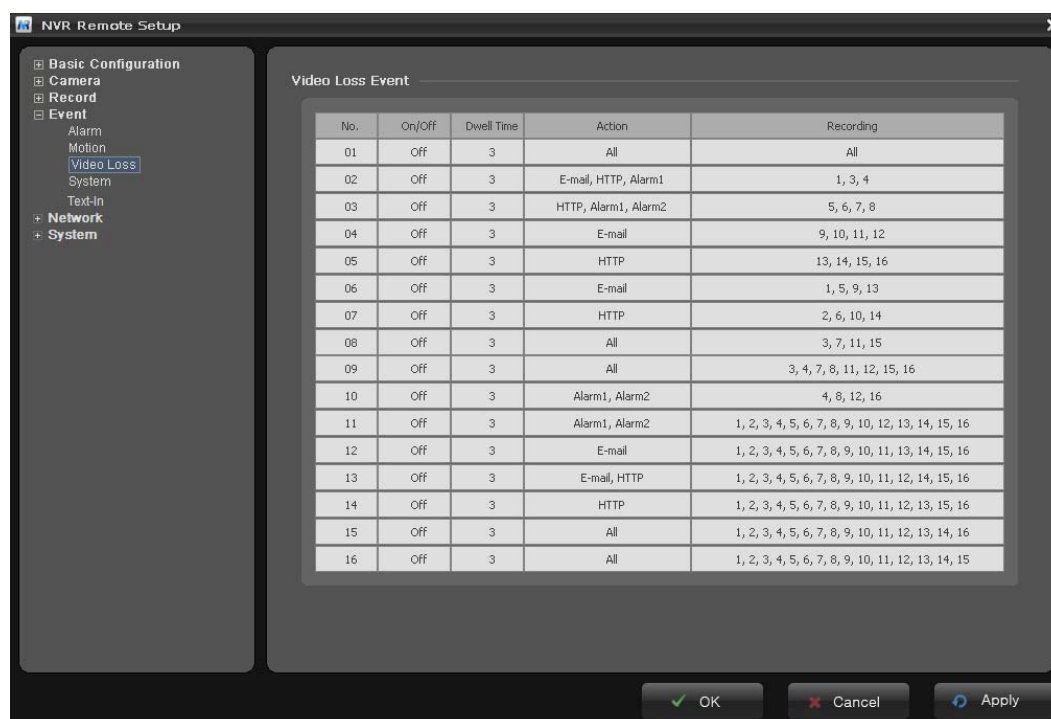 NVR Remote Setup
Basic Configuration
Camera
Record
Event
Alarm
Motion
Video Loss
System
Text-In
Network
System
Video Loss Event
No. On/Off Dwell Time Action Recording
01 Off 3 All All
02 Off 3 E-mail, HTTP, Alarm1 1, 3, 4
03 Off 3 HTTP, Alarm1, Alarm2 5, 6, 7, 8
04 Off 3 E-mail 9, 10, 11, 12
05 Off 3 HTTP 13, 14, 15, 16
06 Off 3 E-mail 1, 5, 9, 13
07 Off 3 HTTP 2, 6, 10, 14
08 Off 3 All 3, 7, 11, 15
09 Off 3 All 3, 4, 7, 8, 11, 12, 15, 16
10 Off 3 Alarm1, Alarm2 4, 8, 12, 16
11 Off 3 Alarm1, Alarm2 1, 2, 3, 4, 5, 6, 7, 8, 9, 10, 12, 13, 14, 15, 16
12 Off 3 E-mail 1, 2, 3, 4, 5, 6, 7, 8, 9, 10, 11, 13, 14, 15, 16
13 Off 3 E-mail, HTTP 1, 2, 3, 4, 5, 6, 7, 8, 9, 10, 11, 12, 14, 15, 16
14 Off 3 HTTP 1, 2, 3, 4, 5, 6, 7, 8, 9, 10, 11, 12, 13, 15, 16
15 Off 3 All 1, 2, 3, 4, 5, 6, 7, 8, 9, 10, 11, 12, 13, 14, 16
16 Off 3 All 1, 2, 3, 4, 5, 6, 7, 8, 9, 10, 11, 12, 13, 14, 15
OK Cancel Apply